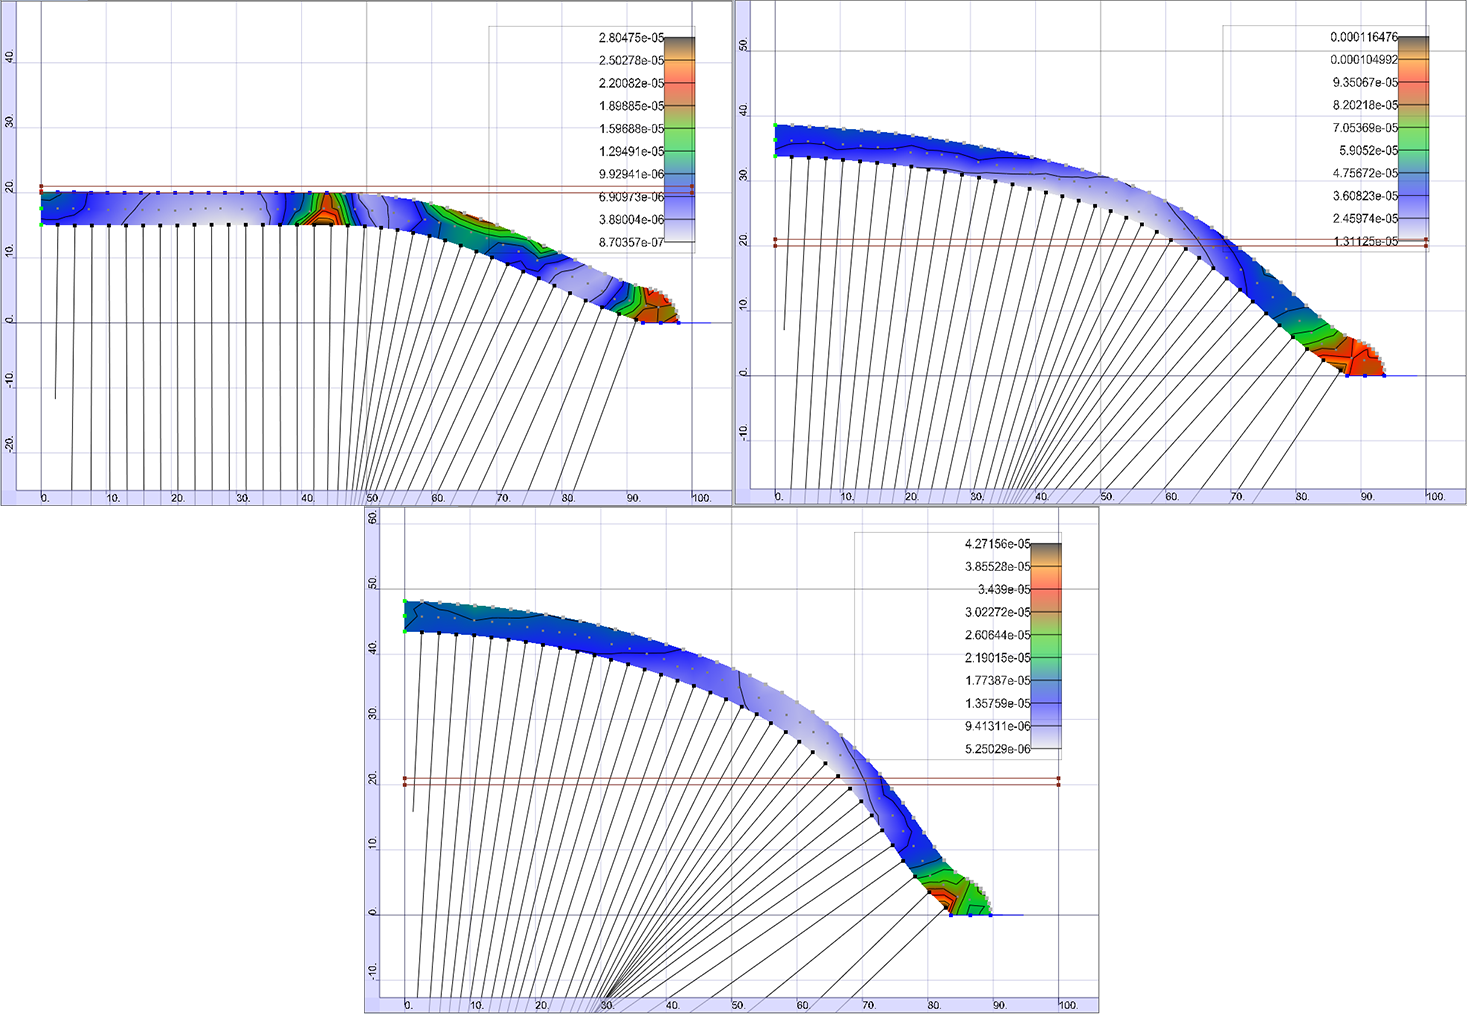 2.80475e-05
2.50278e-05
2.20082e-05
1.89885e-05
1.59688e-05
1.29491e-05
9.92941e-06
6.90973e-06
3.89004e-06
8.70357e-07
40.
30.
20.
10.
0.
-10.
-20.
0. 10. 20. 30. 40. 50. 60. 70. 80. 90. 100.
0.000116476
0.000104992
9.35067e-05
8.20218e-05
7.05369e-05
5.9052e-05
4.75672e-05
3.60823e-05
2.45974e-05
1.31125e-05
50.
40.
30.
20.
10.
0.
-10.
0. 10. 20. 30. 40. 50. 60. 70. 80. 90. 100.
4.27156e-05
3.85528e-05
3.439e-05
3.02272e-05
2.60644e-05
2.19015e-05
1.77387e-05
1.35759e-05
9.41311e-06
5.25029e-06
60.
50.
40.
30.
20.
10.
0.
-10.
0. 10. 20. 30. 40. 50. 60. 70. 80. 90. 100.